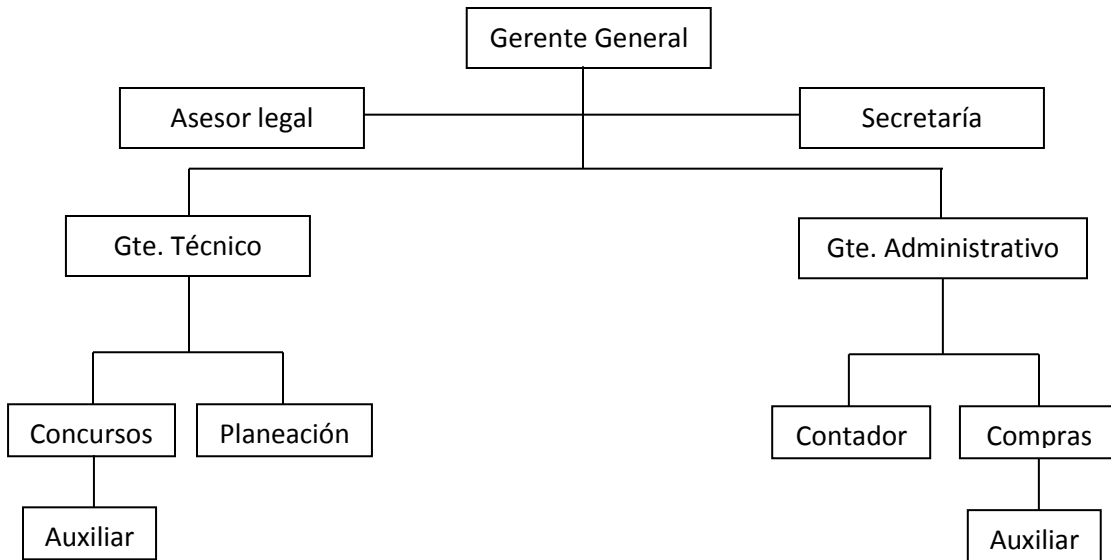 Gerente General
Asesor legal
Secretaría
Gte. Técnico
Gte. Administrativo
Concursos
Planeación
Contador
Compras
Auxiliar
Auxiliar